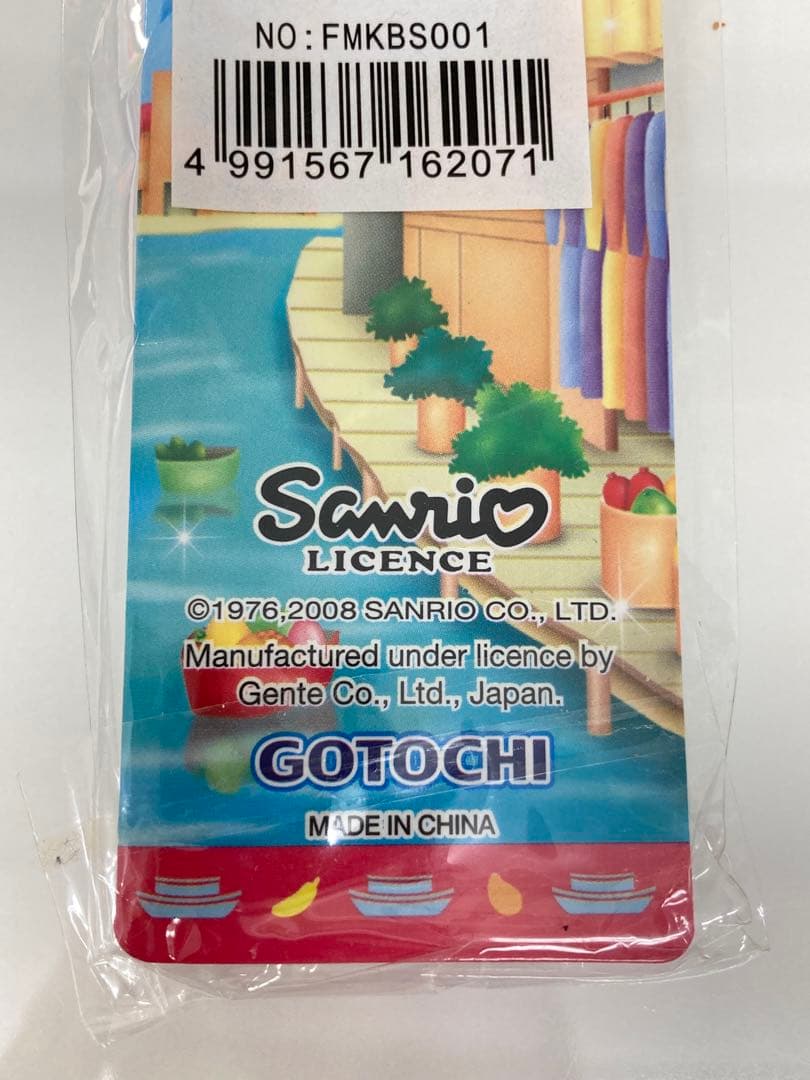 NO: FMKBS001
4 991567 162071
Sanrio
LICENCE
©1976,2008 SANRIO CO., LTD.
Manufactured under licence by
Gente Co., Ltd., Japan.
GOTOCHI
MADE IN CHINA